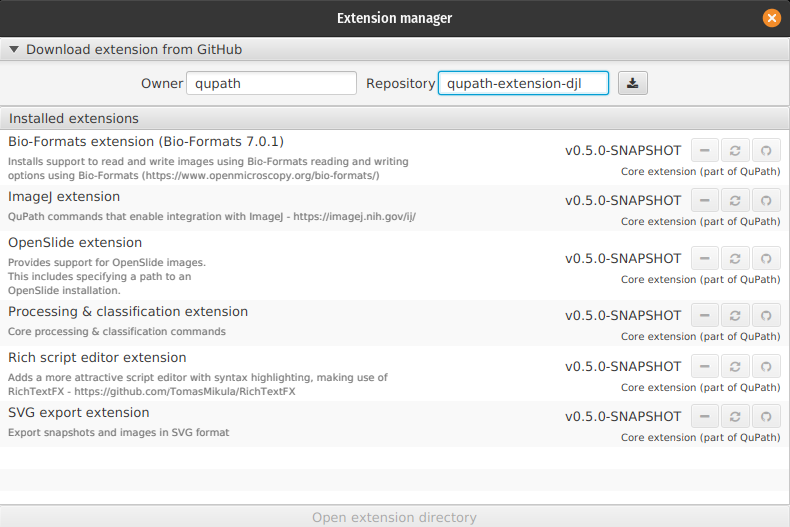 Extension manager
Download extension from GitHub
Owner qupath Repository qupath-extension-djl
Installed extensions
Bio-Formats extension (Bio-Formats 7.0.1)
Installs support to read and write images using Bio-Formats reading and writing
options using Bio-Formats (https://www.openmicroscopy.org/bio-formats/)
v0.5.0-SNAPSHOT
Core extension (part of QuPath)
ImageJ extension
QuPath commands that enable integration with ImageJ - https://imagej.nih.gov/ij/
v0.5.0-SNAPSHOT
Core extension (part of QuPath)
OpenSlide extension
Provides support for OpenSlide images.
This includes specifying a path to an
OpenSlide installation.
v0.5.0-SNAPSHOT
Core extension (part of QuPath)
Processing & classification extension
Core processing & classification commands
v0.5.0-SNAPSHOT
Core extension (part of QuPath)
Rich script editor extension
Adds a more attractive script editor with syntax highlighting, making use of
RichTextFX - https://github.com/TomasMikula/RichTextFX
v0.5.0-SNAPSHOT
Core extension (part of QuPath)
SVG export extension
Export snapshots and images in SVG format
v0.5.0-SNAPSHOT
Core extension (part of QuPath)
Open extension directory